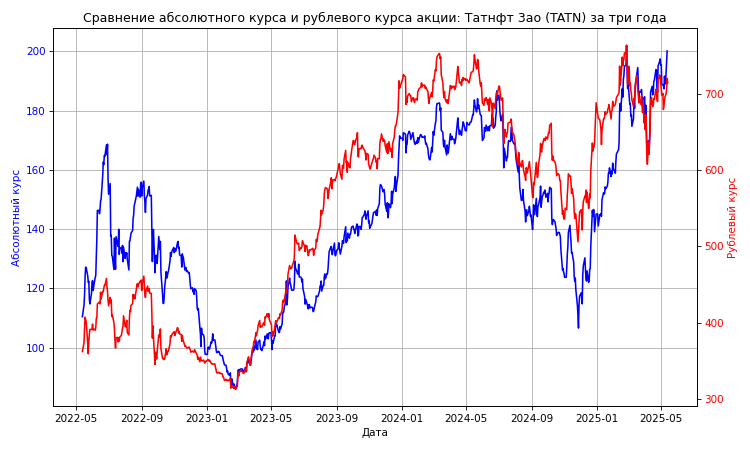 Сравнение абсолютного курса и рублевого курса акции: Татнфт 3ао (TATN) за три года
200
180
160
140
120
100
Абсолютный курс
700
600
500
400
300
Рублевый курс
2022-05 2022-09 2023-01 2023-05 2023-09 2024-01 2024-05 2024-09 2025-01 2025-05
Дата